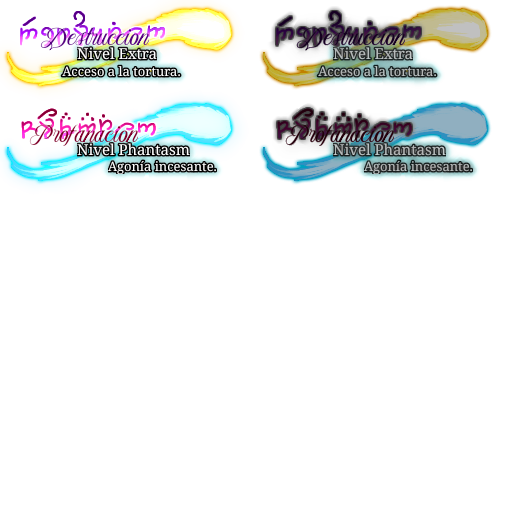 Destrucción
Nivel Extra
Acceso a la tortura.
Destrucción
Nivel Extra
Acceso a la tortura.
Profanación
Nivel Phantasm
Agonía incesante.
Profanación
Nivel Phantasm
Agonía incesante.